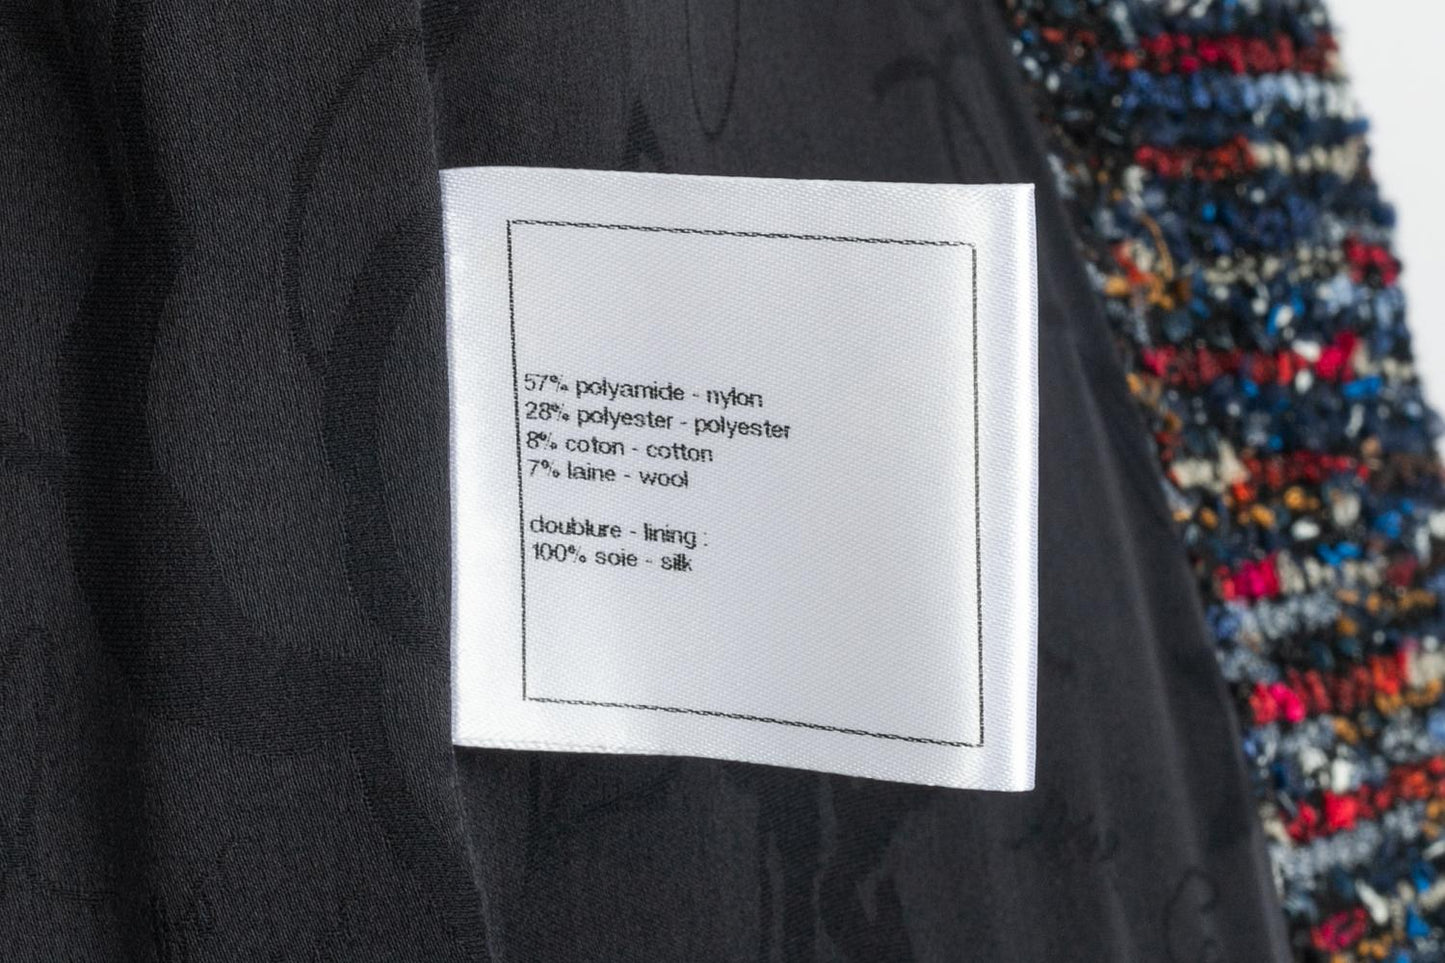 57% polyamide - nylon
28% polyester - polyester
8% coton - cotton
7% laine - wool
doublure - lining :
100% soie - silk